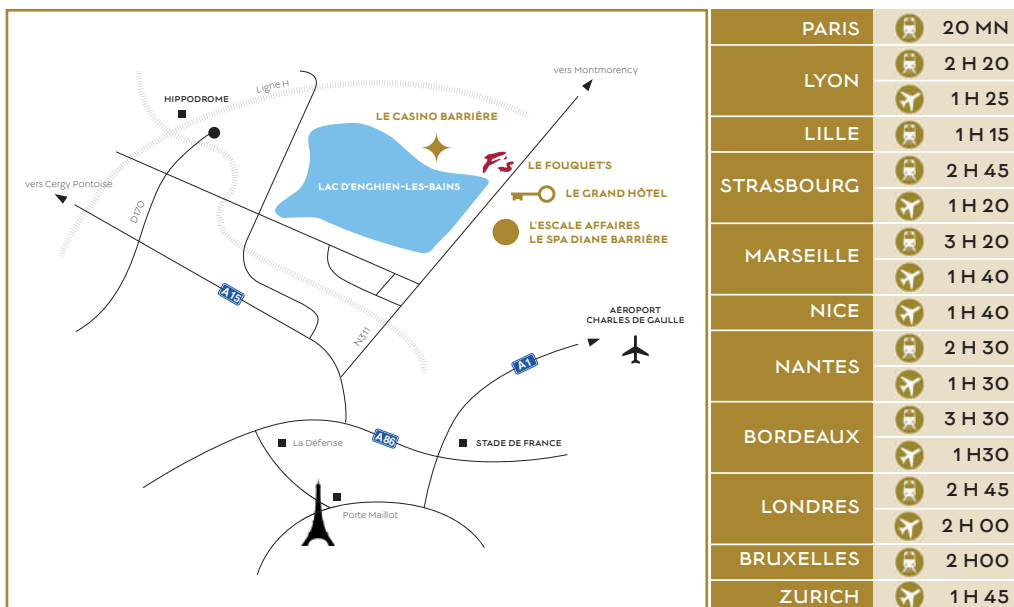 vers Montmorency
Ligne H
HIPPODROME
LE CASINO BARRIÈRE
F's
LE FOUQUET'S
vers Cergy Pontoise
LAC D'ENGHIEN-LES-BAINS
LE GRAND HÔTEL
D170
L'ESCALE AFFAIRES
LE SPA DIANE BARRIÈRE
A15
N311
AÉROPORT
CHARLES DE GAULLE
A1
La Défense
A86
STADE DE FRANCE
Porte Maillot
PARIS 20 MN
LYON 2 H 20
1 H 25
LILLE 1 H 15
STRASBOURG 2 H 45
1 H 20
MARSEILLE 3 H 20
1 H 40
NICE 1 H 40
NANTES 2 H 30
1 H 30
BORDEAUX 3 H 30
1 H30
LONDRES 2 H 45
2 H 00
BRUXELLES 2 H00
ZURICH 1 H 45